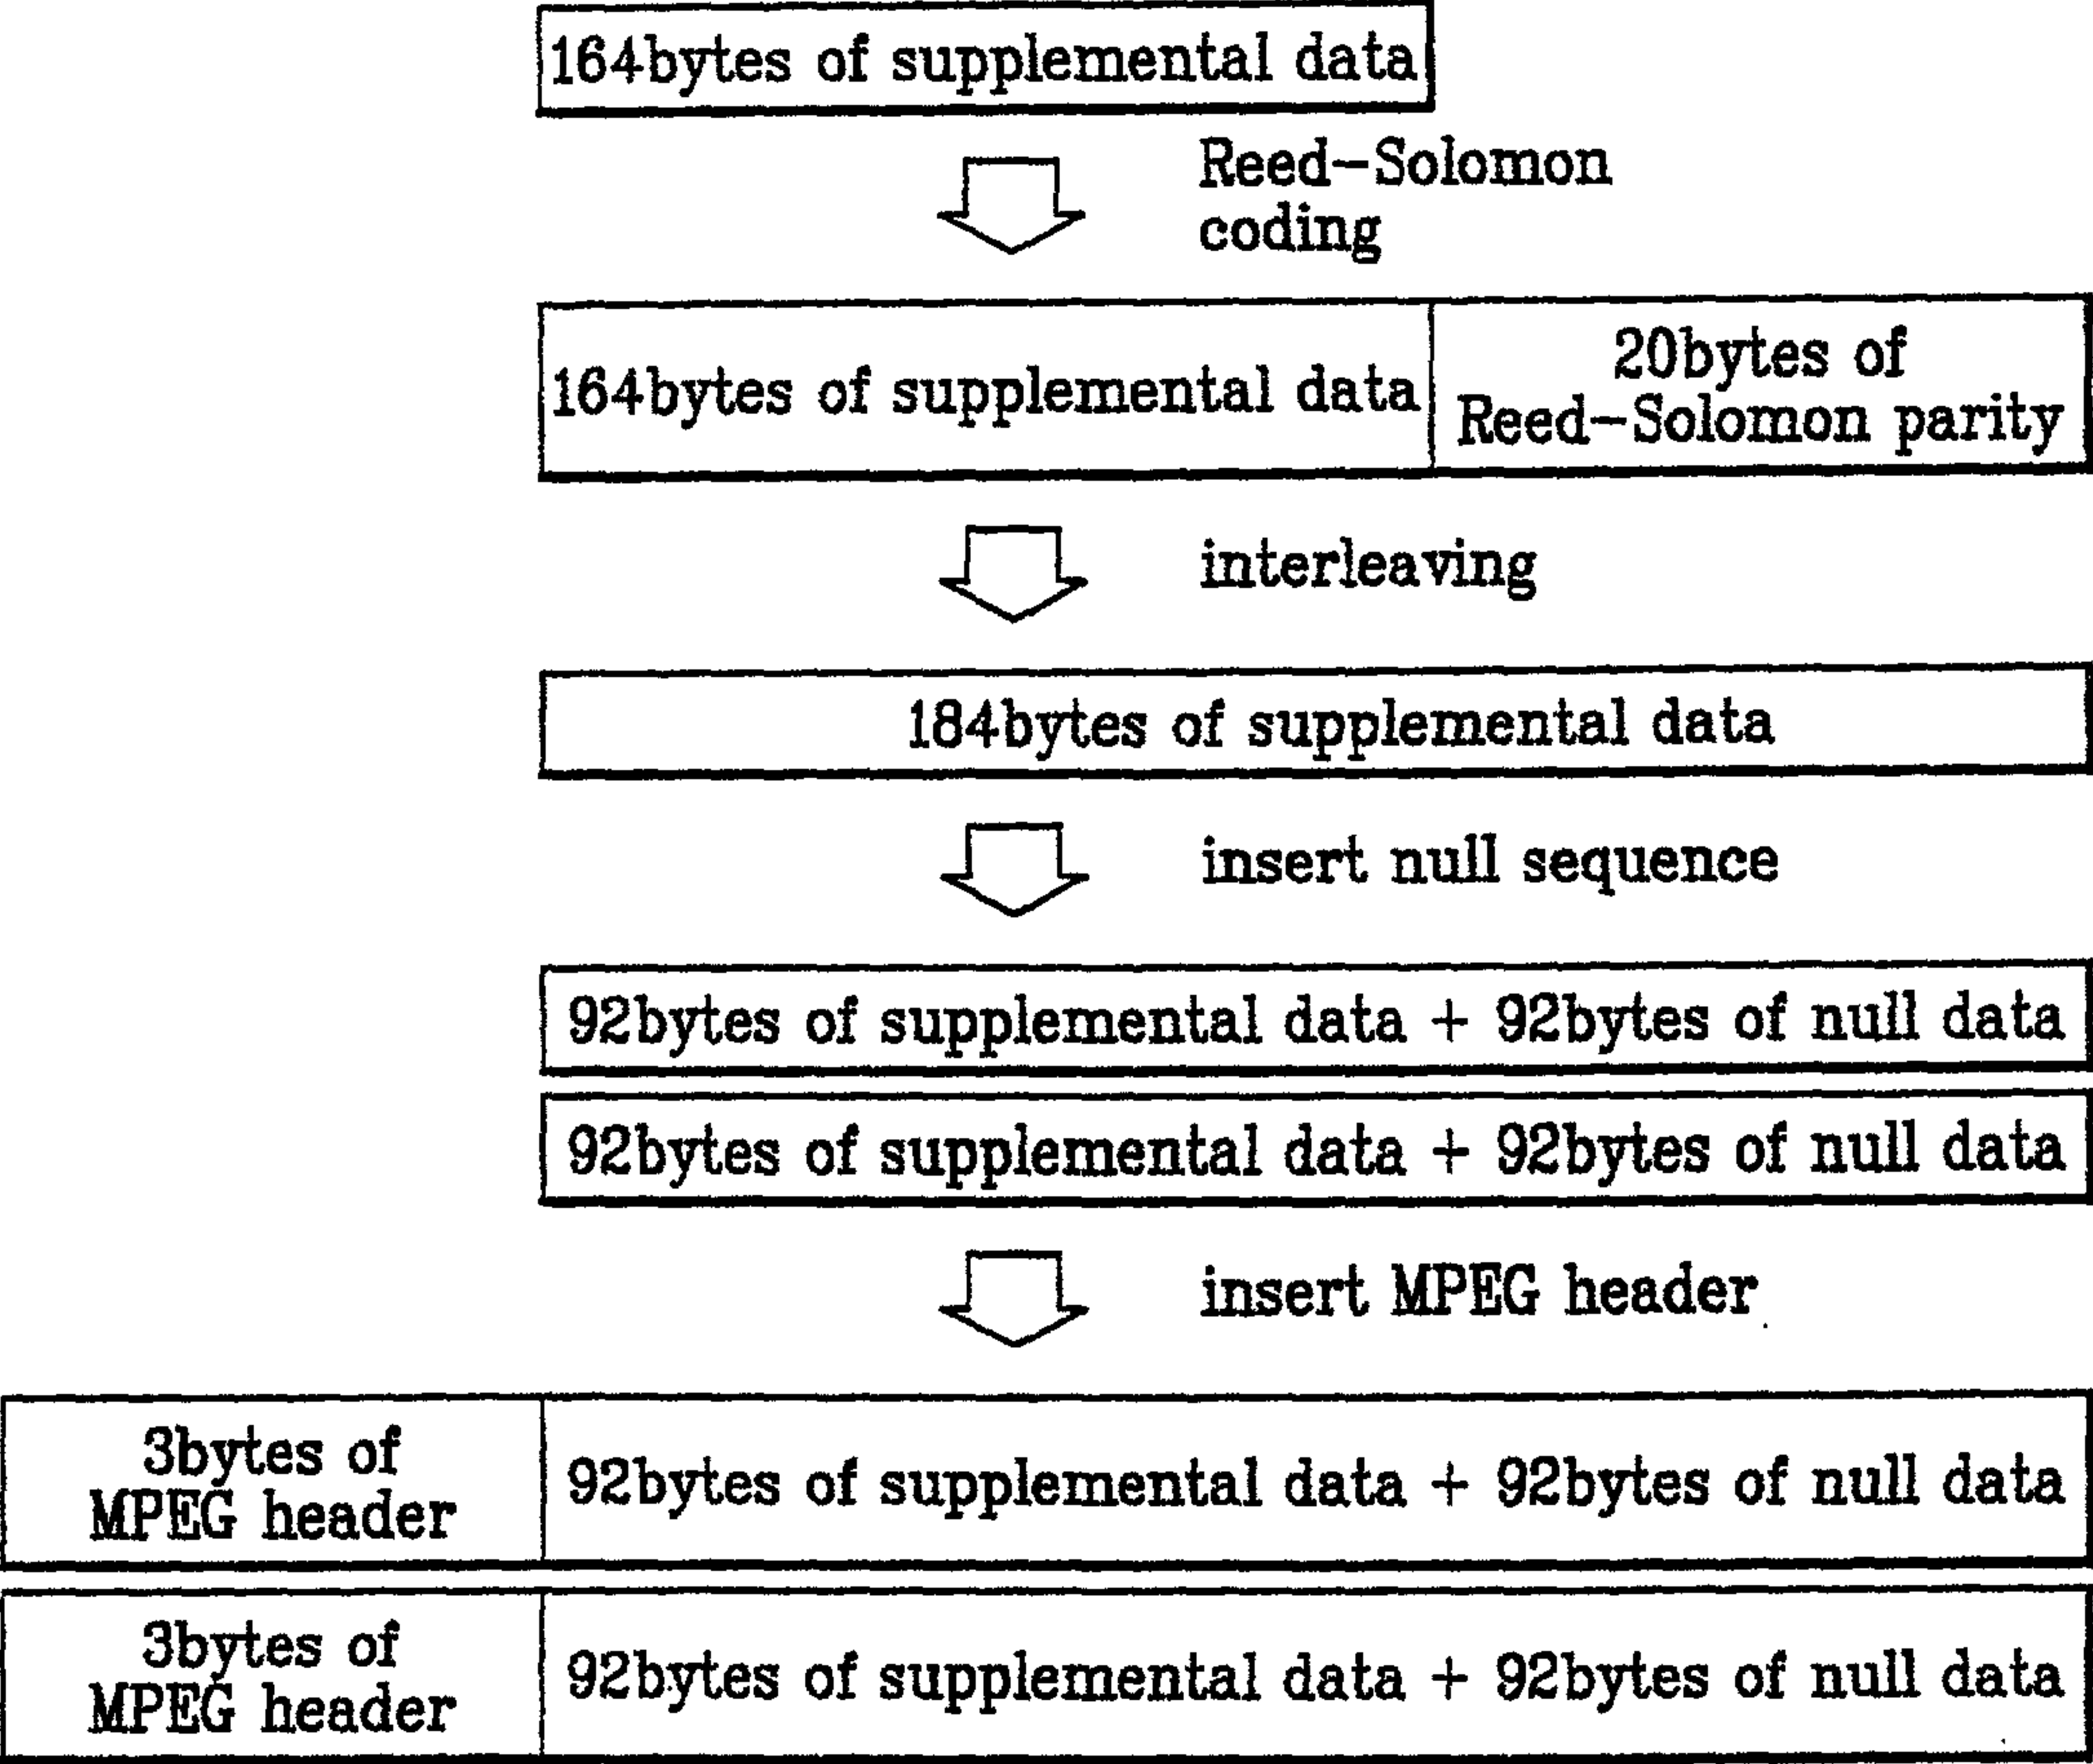 164bytes of supplemental data
Reed-Solomon
coding
164bytes of supplemental data
20bytes of
Reed-Solomon parity
interleaving
184bytes of supplemental data
insert null sequence
92bytes of supplemental data + 92bytes of null data
92bytes of supplemental data + 92bytes of null data
insert MPEG header
3bytes of
MPEG header
92bytes of supplemental data + 92bytes of null data
3bytes of
MPEG header
92bytes of supplemental data + 92bytes of null data